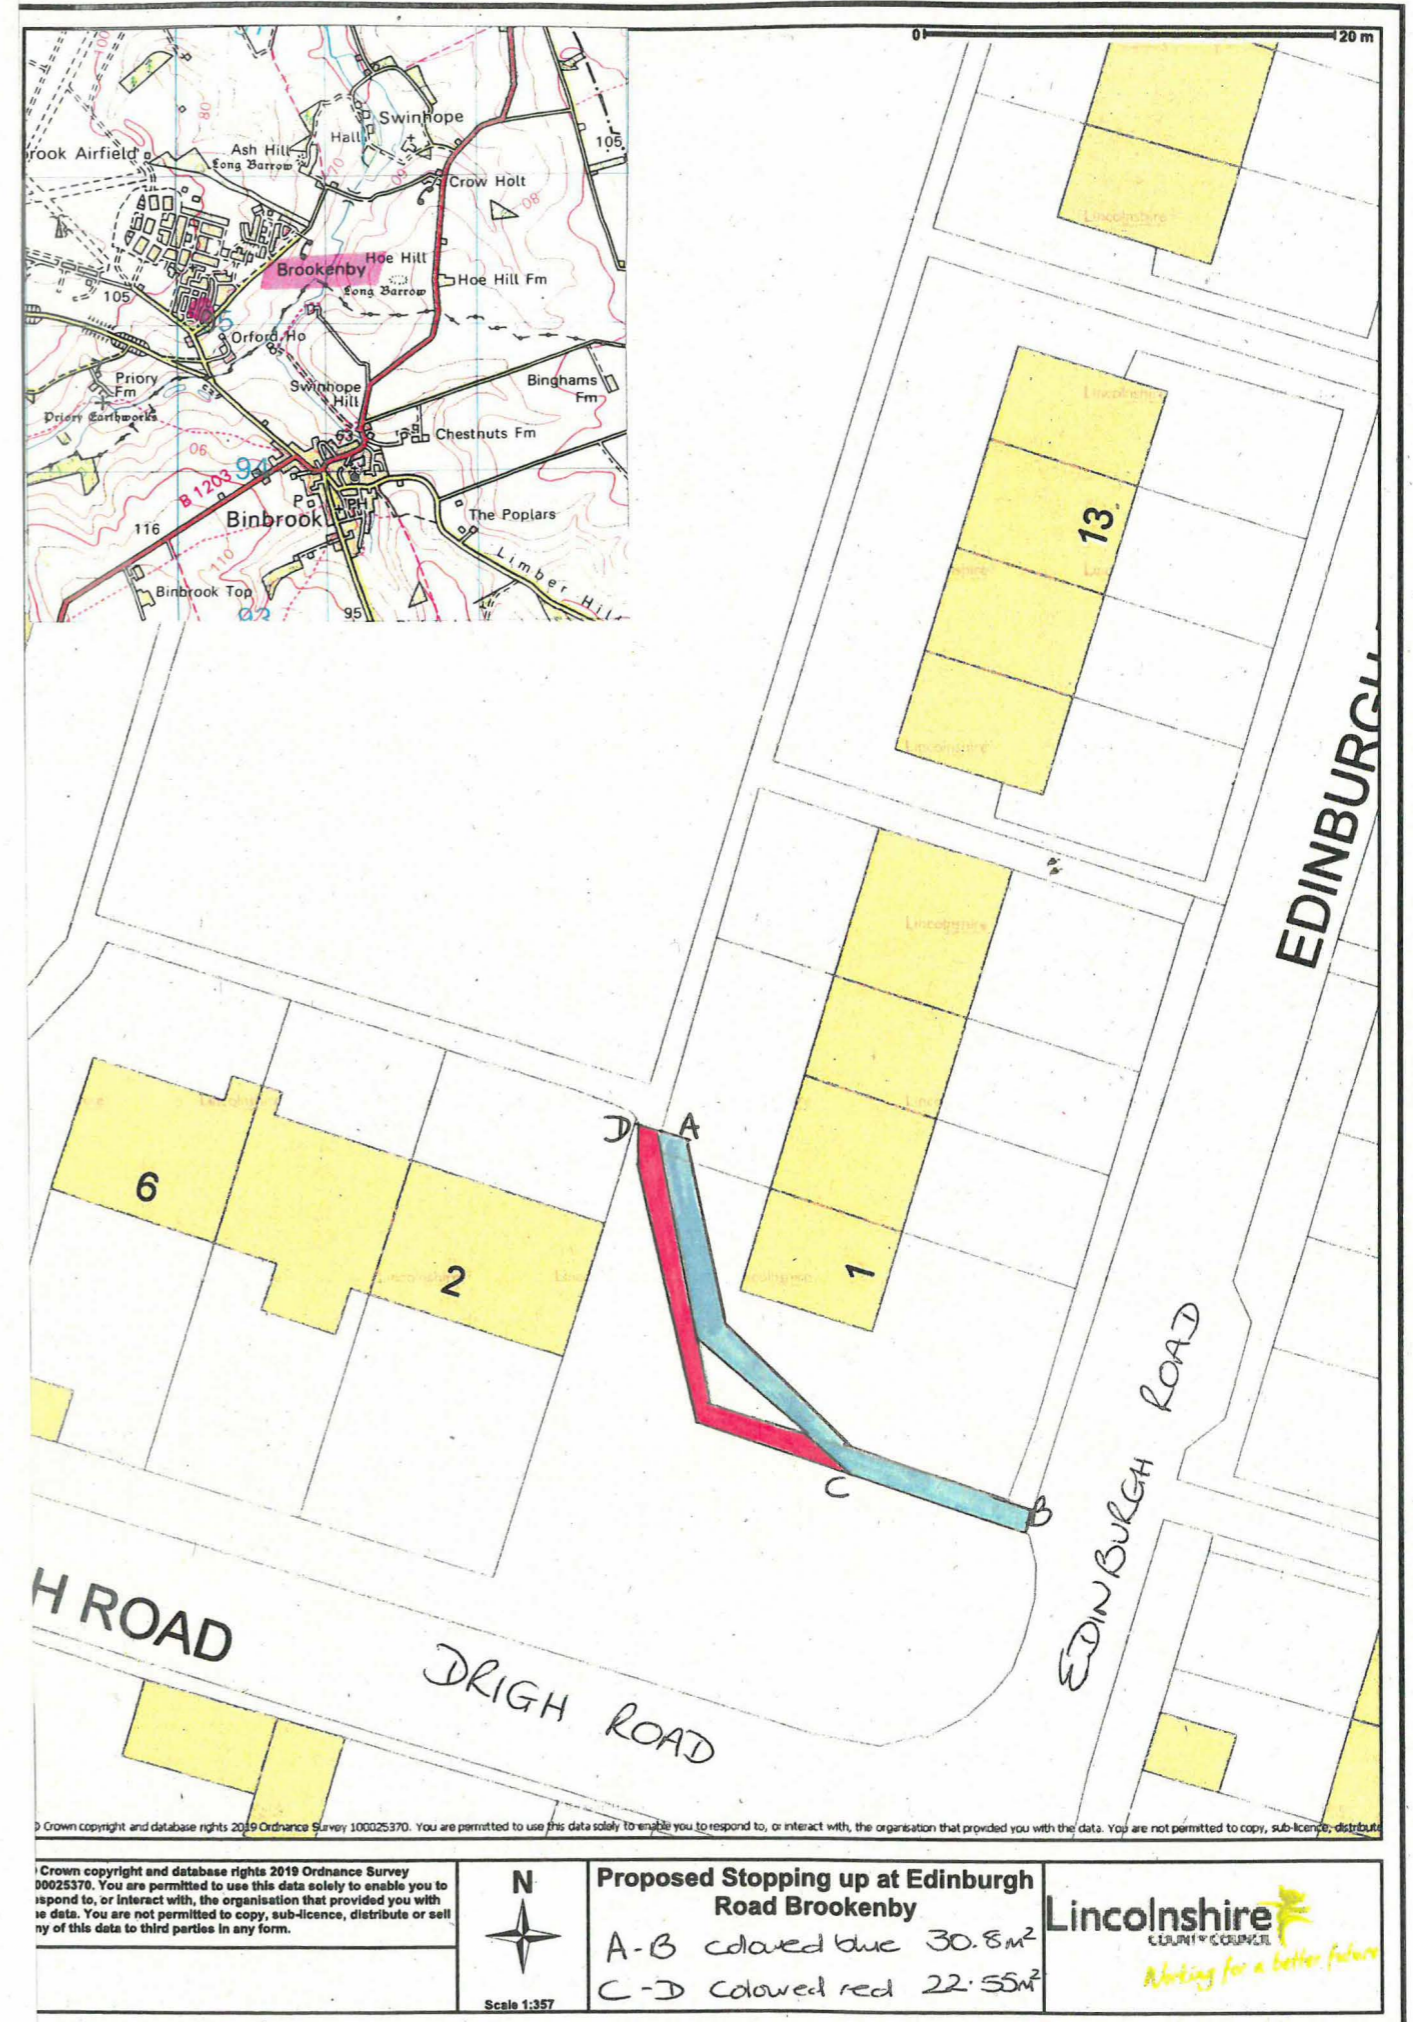 0 20 m
Swinhope
Hall
rook Airfield
Ash Hill
Long Barrow
105
Crow Holt
Brookenby
Hoe Hill
Long Barrow
Hoe Hill Fm
105
Orford Ho
Priory
Fm
Priory Earthworks
Swinhope
Hill
Binghams
Fm
Chestnuts Fm
B 1203
94
P
PH
Binbrook
The Poplars
116
Limber Hill
Binbrook Top
93
95
13
EDINBURGH
Lincolnshire
D
A
6
2
1
C
B
EDINBURGH ROAD
H ROAD
DRIGH ROAD
Crown copyright and database rights 2019 Ordnance Survey 100025370. You are permitted to use this data solely to enable you to respond to, or interact with, the organisation that provided you with the data. You are not permitted to copy, sub-licence, distribute
Crown copyright and database rights 2019 Ordnance Survey
00025370. You are permitted to use this data solely to enable you to
spond to, or interact with, the organisation that provided you with
e data. You are not permitted to copy, sub-licence, distribute or sell
ny of this data to third parties in any form.
N
Scale 1:357
Proposed Stopping up at Edinburgh
Road Brookenby
A-B coloured blue 30.8m²
C-D Coloured red 22.55m²
Lincolnshire
COUNTY COUNCIL
Working for a better future